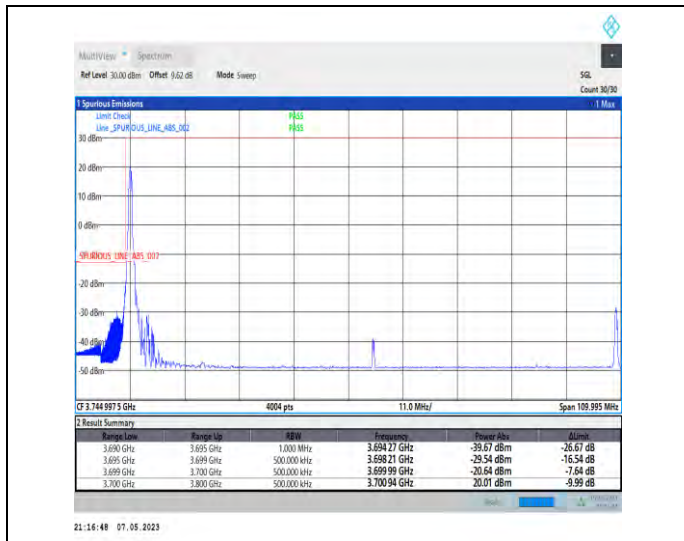 MultiView Spectrum
Ref Level 30.00 dBm Offset 9.62 dB Mode Sweep SGL
Count 30/30
1 Spurious Emissions 1 Max
Limit Check PASS
Line _SPURIOUS_LINE_ABS_002 PASS
30 dBm
20 dBm
10 dBm
0 dBm
_SPURIOUS_LINE_ABS_002
-20 dBm
-30 dBm
-40 dBm
-50 dBm
CF 3.744 997 5 GHz 4004 pts 11.0 MHz/ Span 109.995 MHz
2 Result Summary
Range Low Range Up RBW Frequency Power Abs ΔLimit
3.690 GHz 3.695 GHz 1.000 MHz 3.694 27 GHz -39.67 dBm -26.67 dB
3.695 GHz 3.699 GHz 500.000 kHz 3.698 21 GHz -29.54 dBm -16.54 dB
3.699 GHz 3.700 GHz 500.000 kHz 3.699 99 GHz -20.64 dBm -7.64 dB
3.700 GHz 3.800 GHz 500.000 kHz 3.700 94 GHz 20.01 dBm -9.99 dB
21:16:48 07.05.2023